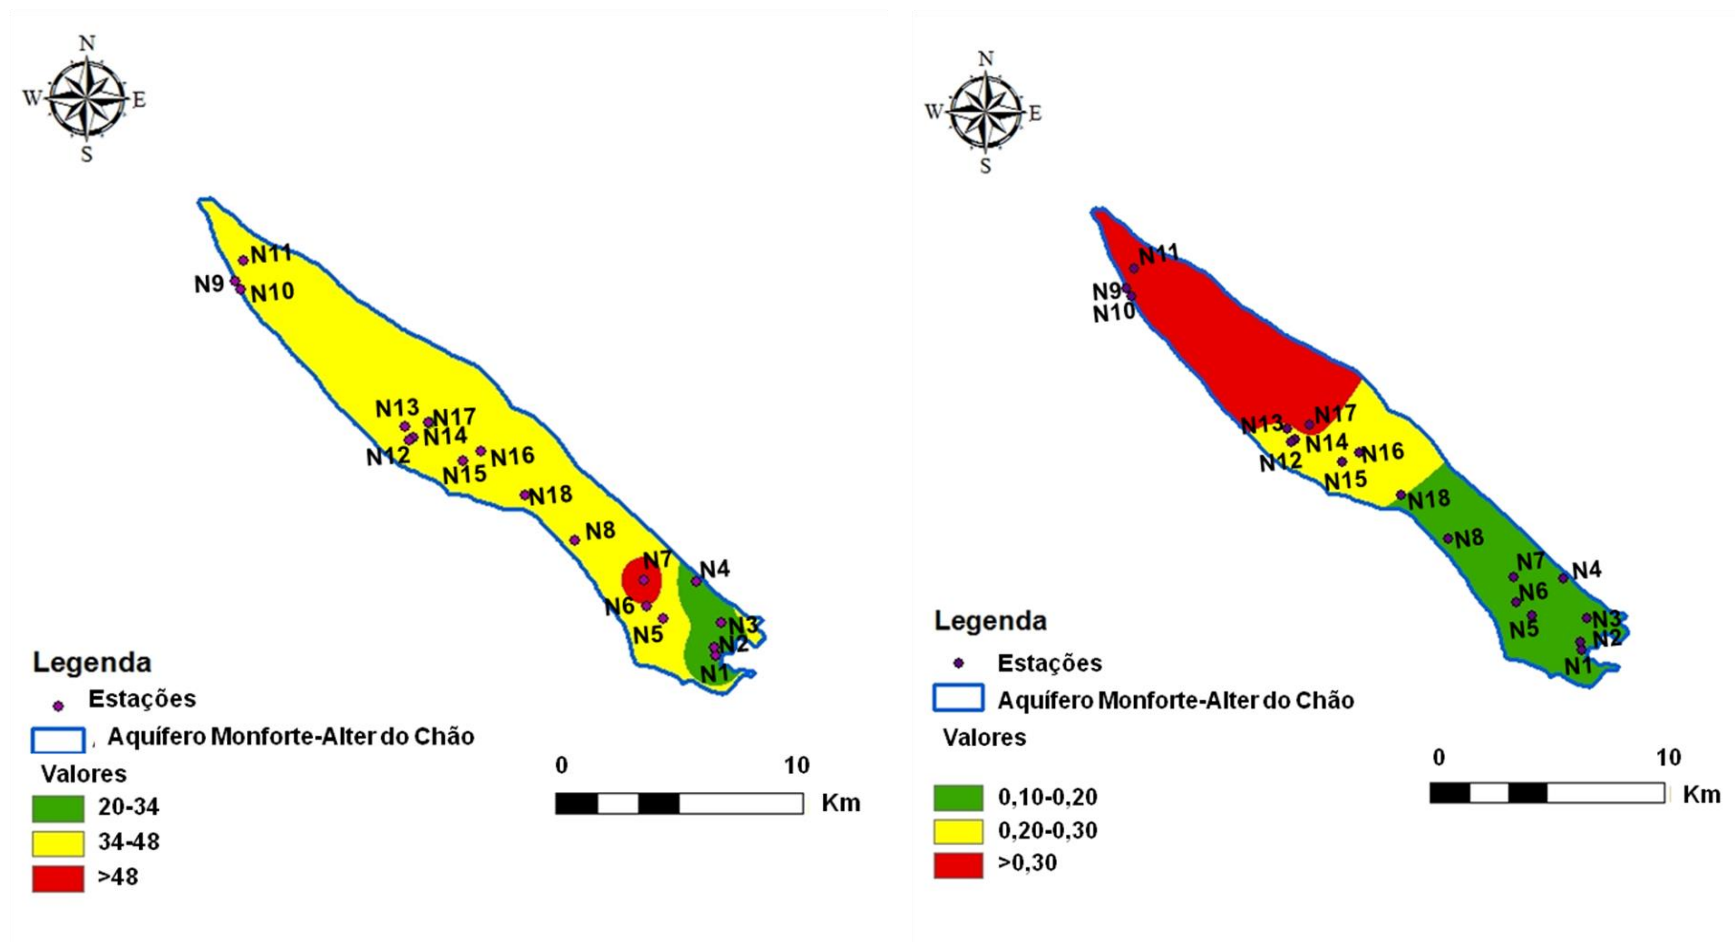 N
W
E
S
N11
N9
N10
N13
N17
N14
N12
N16
N15
N18
N8
N7
N4
N6
N5
N3
N2
N1
Legenda
Estações
Aquífero Monforte-Alter do Chão
Valores
20-34
34-48
>48
0
10
Km
N
W
E
S
N11
N9
N10
N17
N13
N14
N12
N16
N15
N18
N8
N7
N4
N6
N5
N3
N2
N1
Legenda
Estações
Aquífero Monforte-Alter do Chão
Valores
0,10-0,20
0,20-0,30
>0,30
0
10
Km